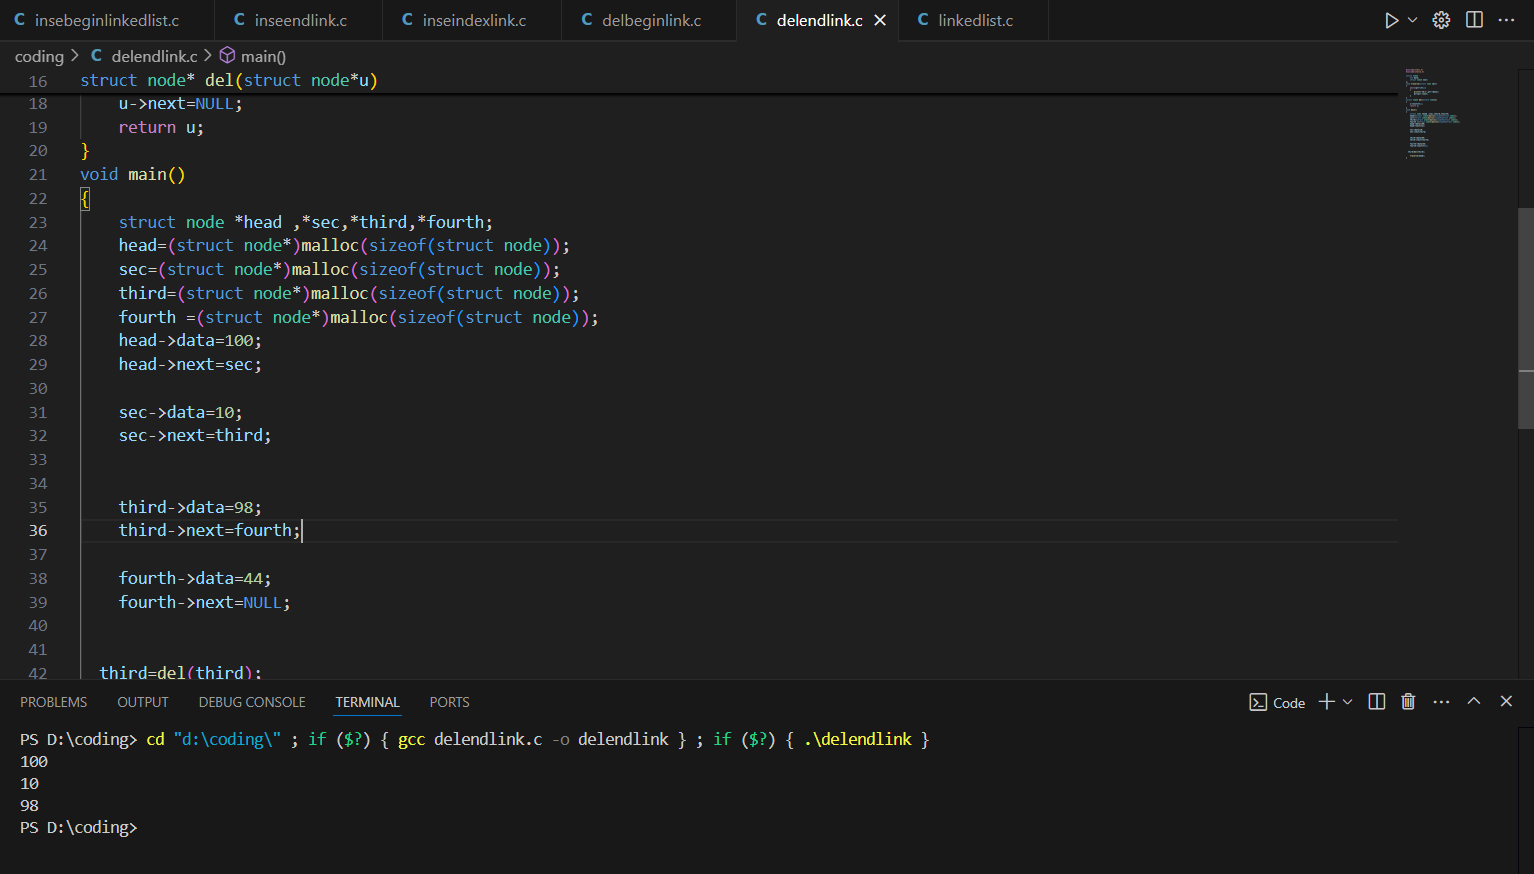 C insebeginlinkedlist.c C inseendlink.c C inseindexlink.c C delbeginlink.c C delendlink.c C linkedlist.c
coding > C delendlink.c > main()
16 struct node* del(struct node*u)
18 u->next=NULL;
19 return u;
20 }
21 void main()
22 {
23 struct node *head ,*sec,*third,*fourth;
24 head=(struct node*)malloc(sizeof(struct node));
25 sec=(struct node*)malloc(sizeof(struct node));
26 third=(struct node*)malloc(sizeof(struct node));
27 fourth =(struct node*)malloc(sizeof(struct node));
28 head->data=100;
29 head->next=sec;
30
31 sec->data=10;
32 sec->next=third;
33
34
35 third->data=98;
36 third->next=fourth;
37
38 fourth->data=44;
39 fourth->next=NULL;
40
41
42 third=del(third);
PROBLEMS OUTPUT DEBUG CONSOLE TERMINAL PORTS Code
PS D:\coding> cd "d:\coding\" ; if ($?) { gcc delendlink.c -o delendlink } ; if ($?) { .\delendlink }
100
10
98
PS D:\coding>